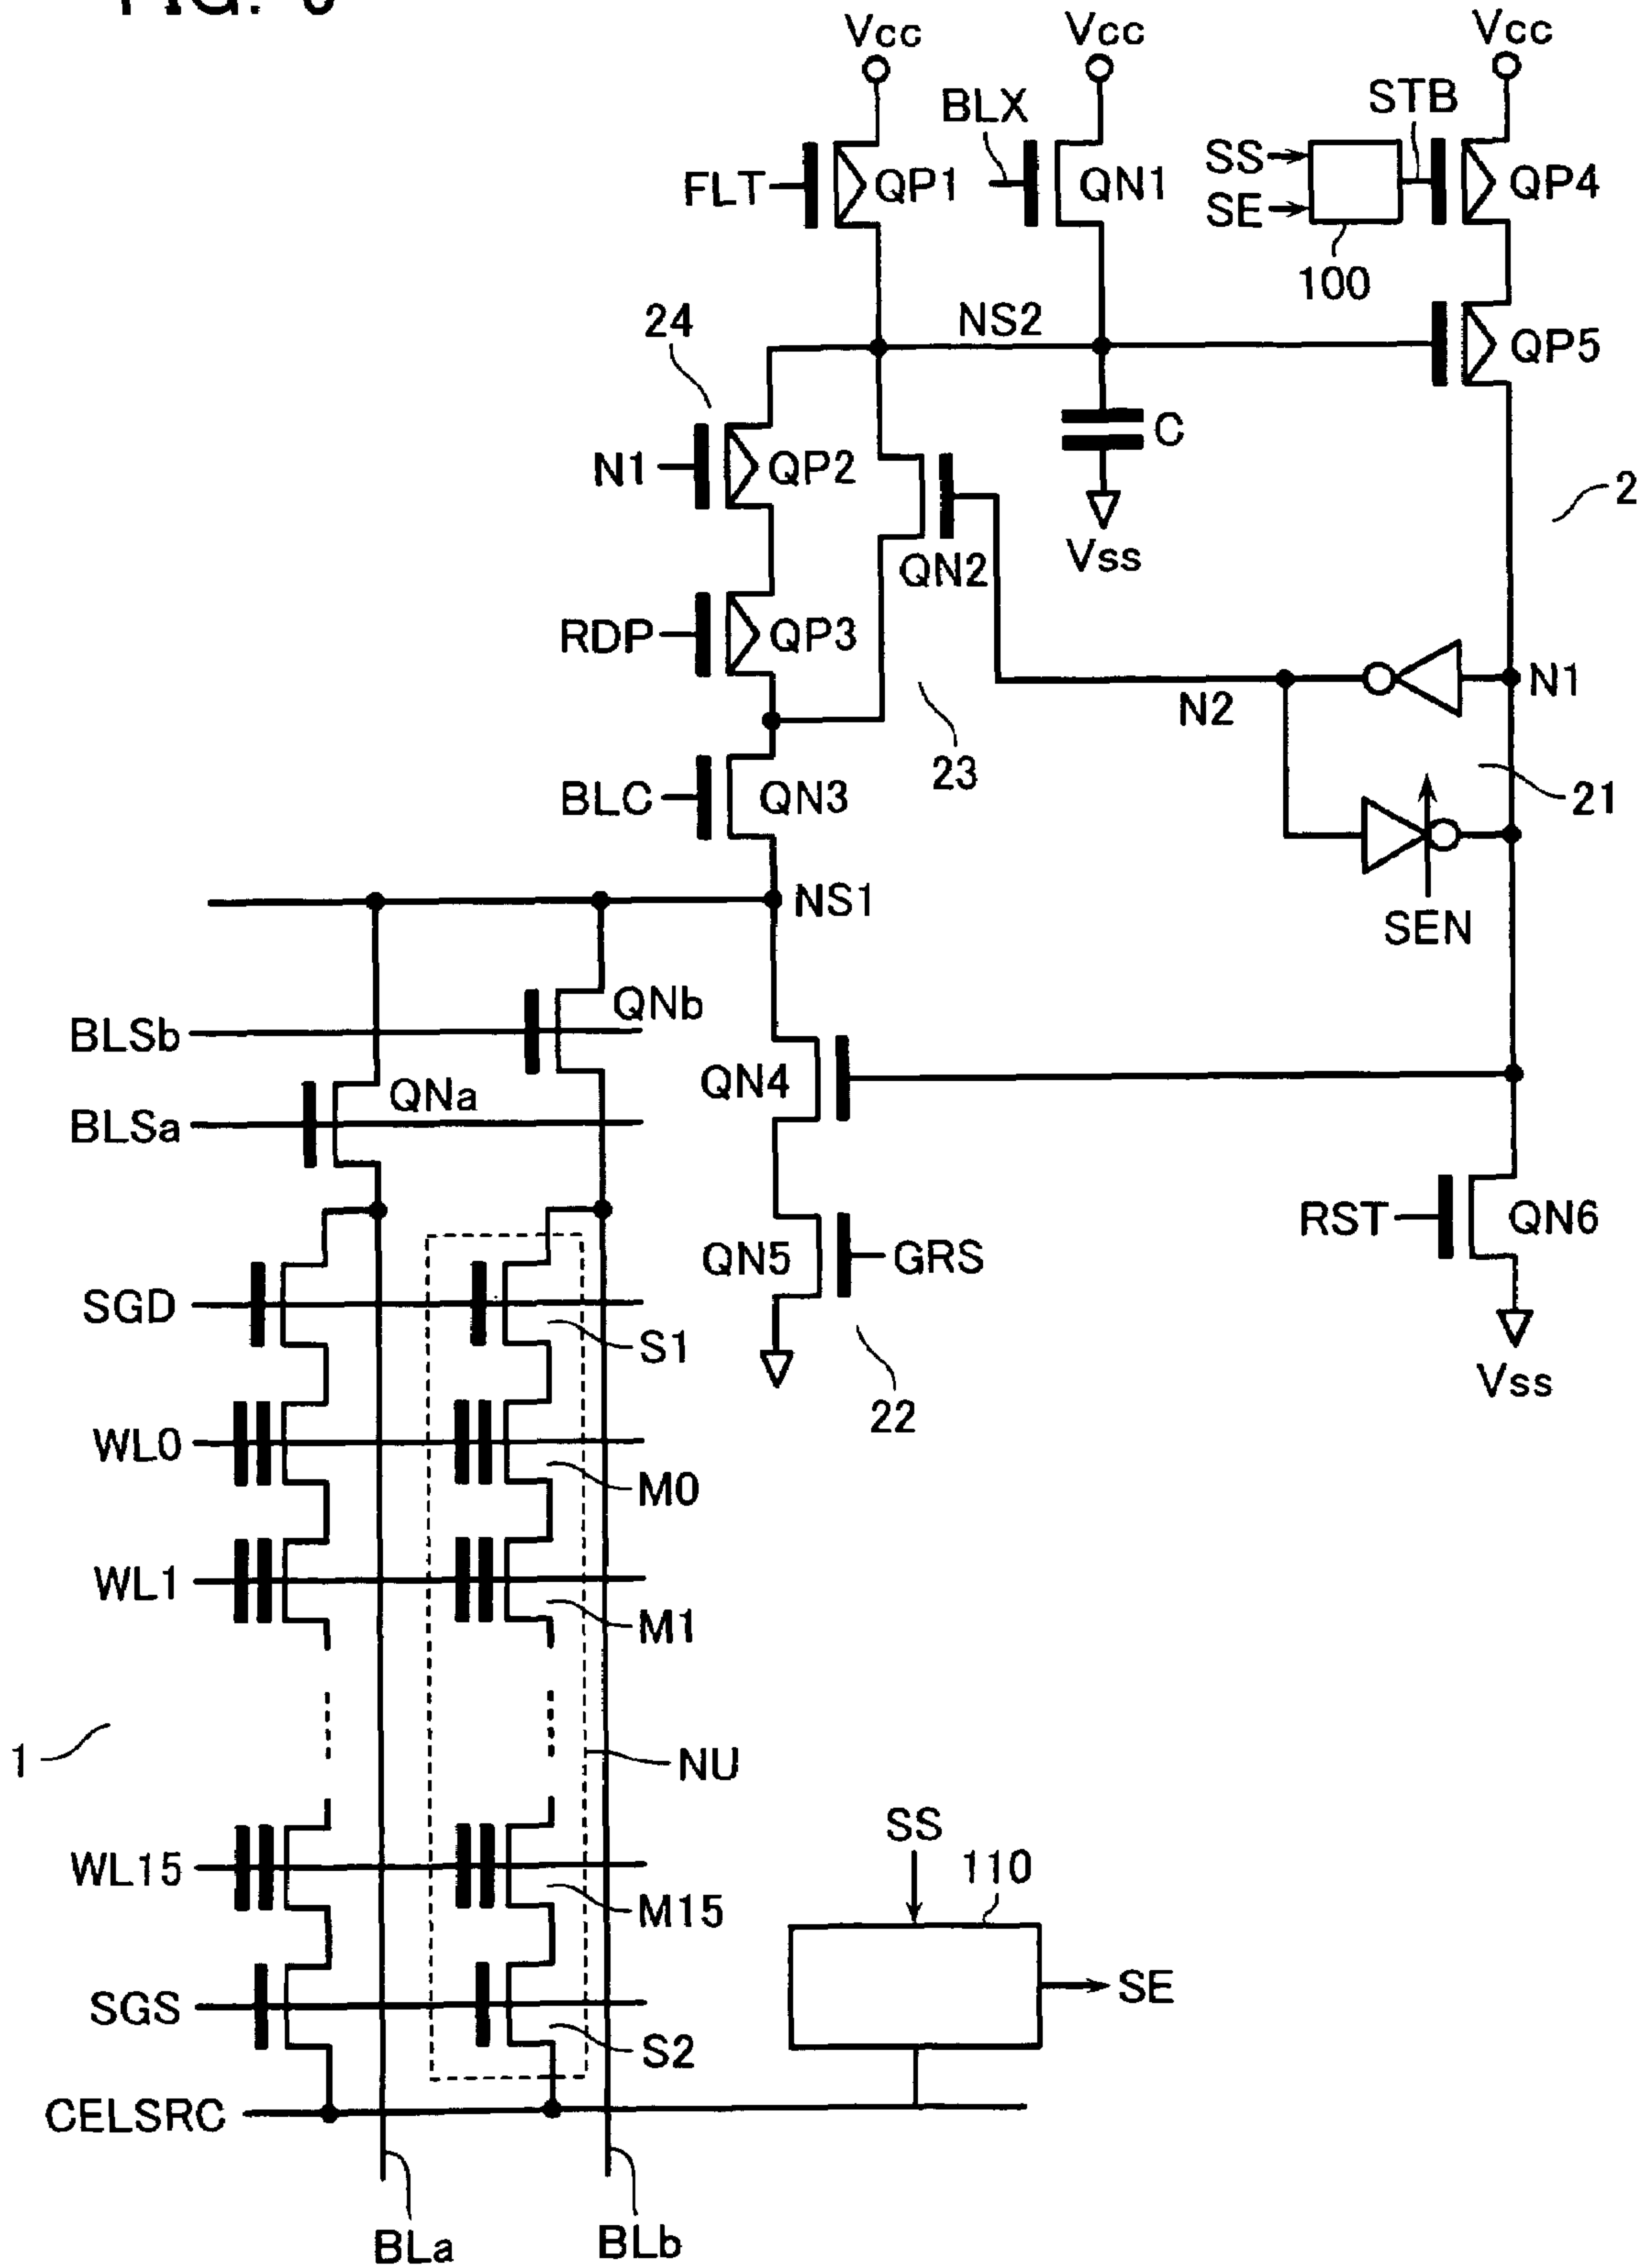 Vcc Vcc Vcc
BLX STB
FLT QP1 QN1 SS SE QP4
100
24 NS2 QP5
N1 QP2 C
QN2 Vss 2
RDP QP3
N2 N1
23
BLC QN3 21
SEN
NS1
BLSb QNb
BLSa QNa QN4
RST QN6
QN5 GRS
SGD S1
22 Vss
WL0 M0
WL1 M1
1 NU
SS
WL15 M15 110
SGS S2 SE
CELSRC
BLa BLb